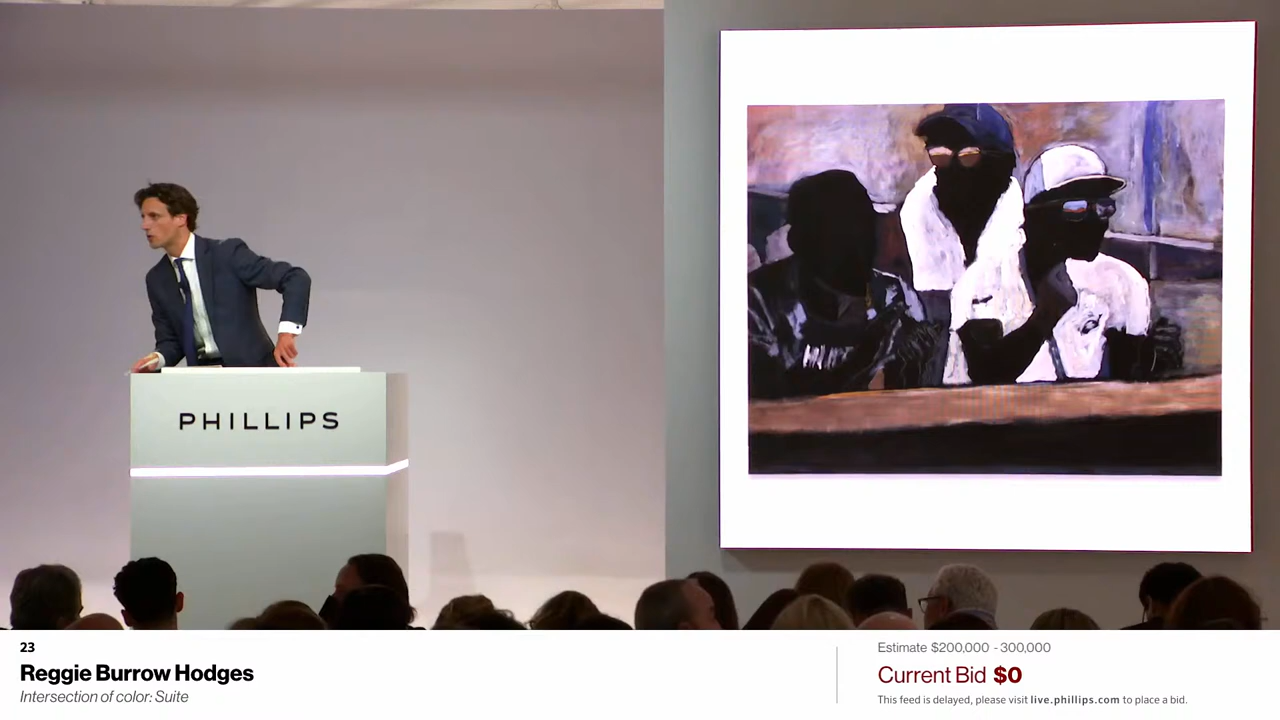 PHILLIPS
23
Reggie Burrow Hodges
Intersection of color: Suite
Estimate $200,000 - 300,000
Current Bid $0
This feed is delayed, please visit live.phillips.com to place a bid.